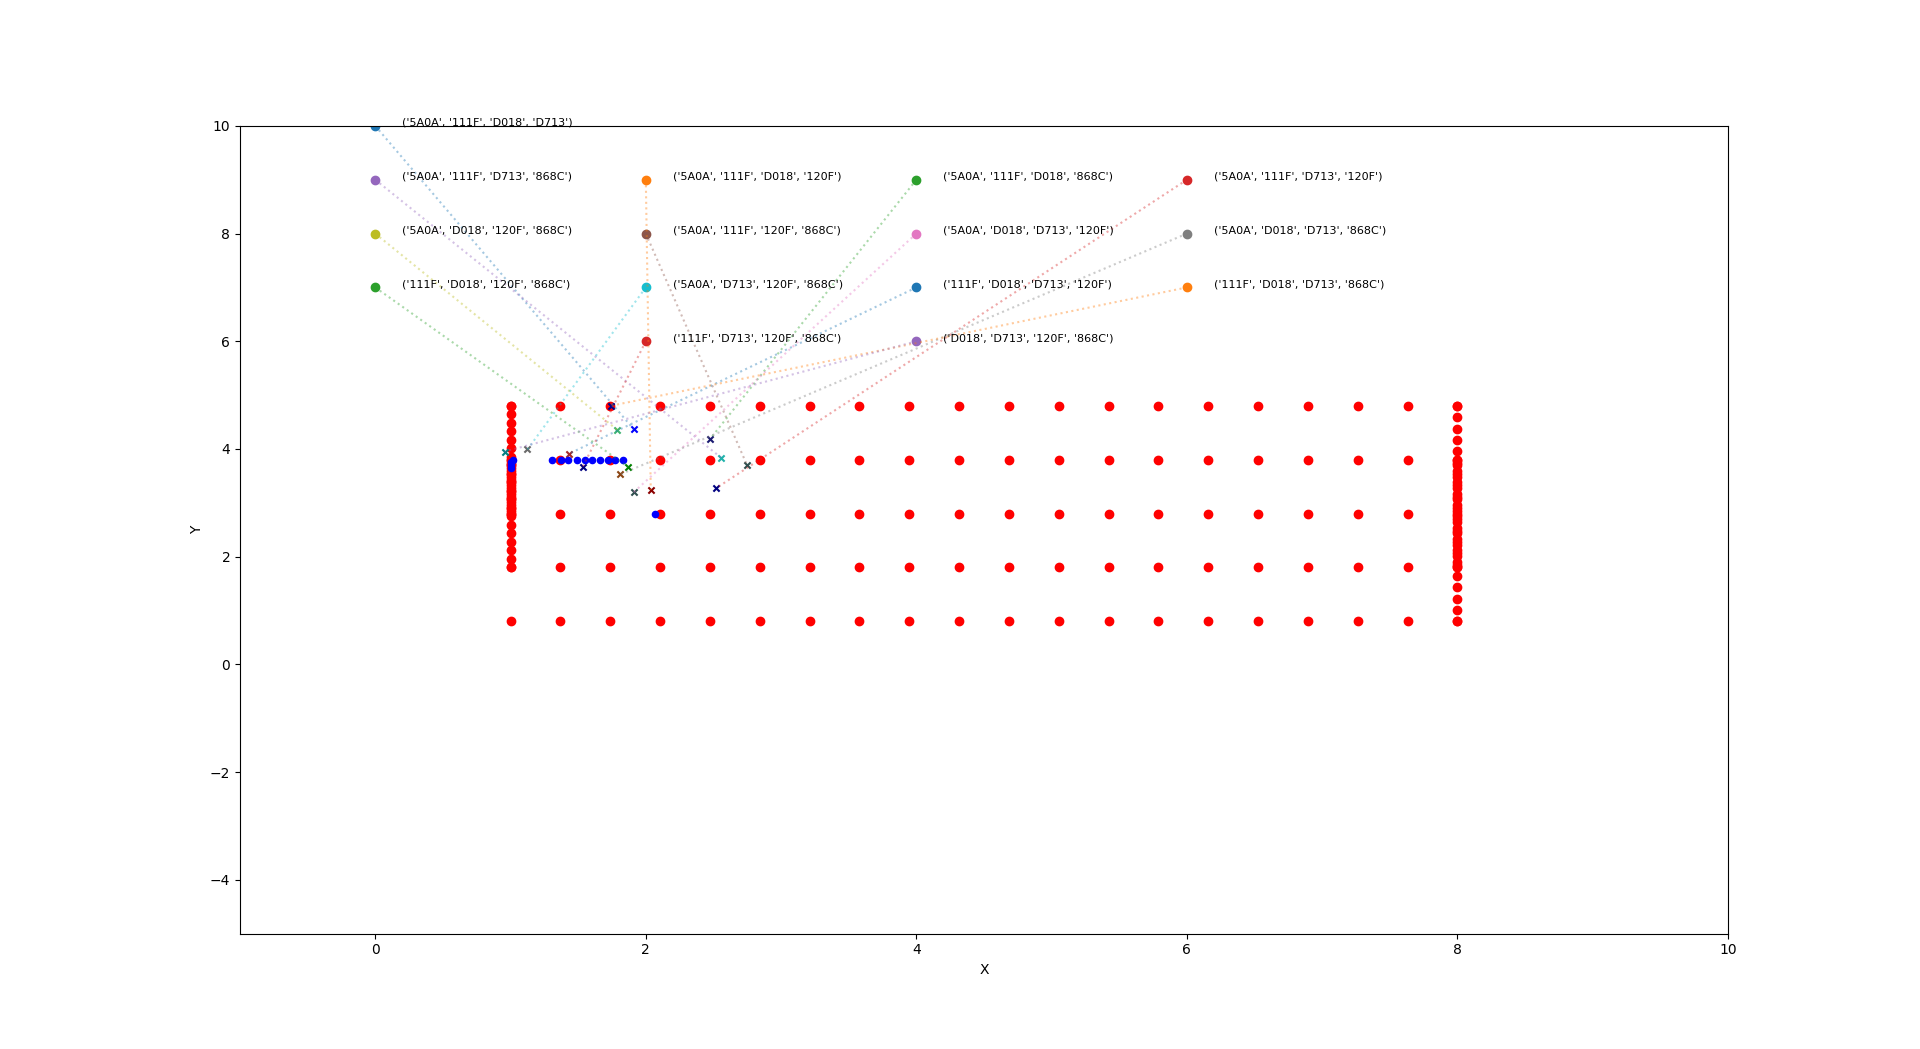 10
('5A0A', '111F', 'D018', 'D713')
('5A0A', '111F', 'D713', '868C')
('5A0A', '111F', 'D018', '120F')
('5A0A', '111F', 'D018', '868C')
('5A0A', '111F', 'D713', '120F')
8
('5A0A', 'D018', '120F', '868C')
('5A0A', '111F', '120F', '868C')
('5A0A', 'D018', 'D713', '120F')
('5A0A', 'D018', 'D713', '868C')
('111F', 'D018', '120F', '868C')
('5A0A', 'D713', '120F', '868C')
('111F', 'D018', 'D713', '120F')
('111F', 'D018', 'D713', '868C')
6
('111F', 'D713', '120F', '868C')
('D018', 'D713', '120F', '868C')
4
Y
2
0
−2
−4
0 2 4 6 8 10
X